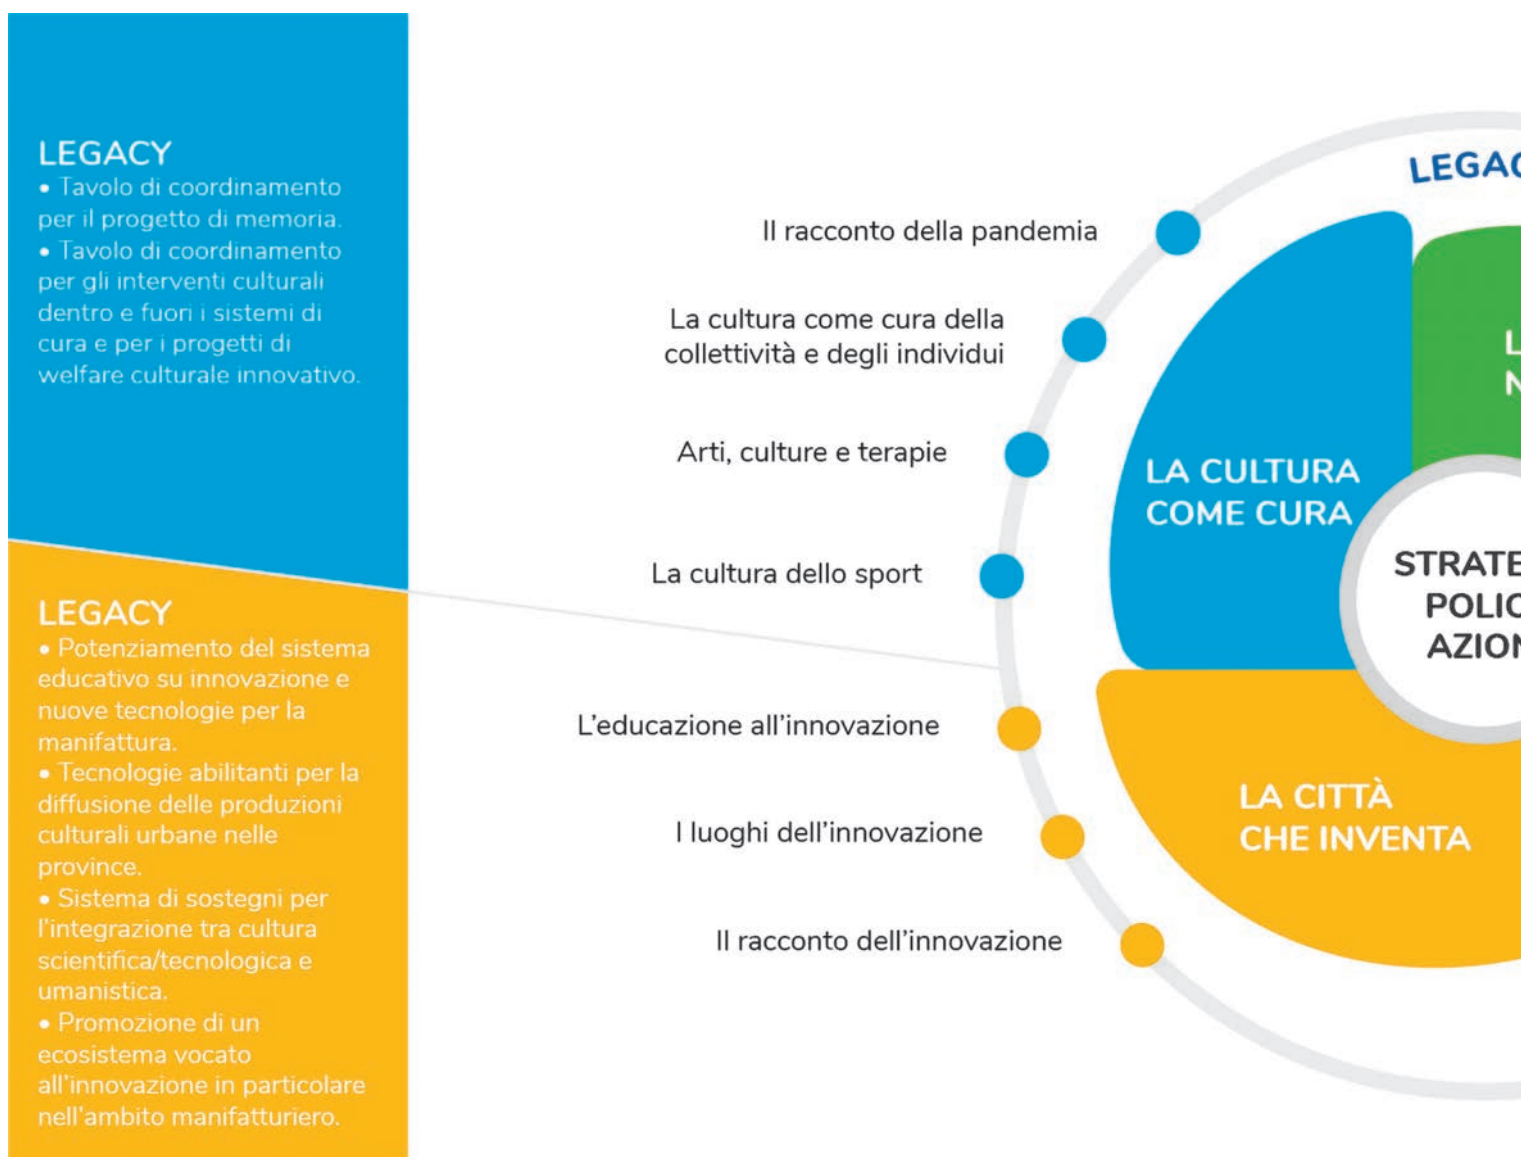 LEGACY
• Tavolo di coordinamento
per il progetto di memoria.
• Tavolo di coordinamento
per gli interventi culturali
dentro e fuori i sistemi di
cura e per i progetti di
welfare culturale innovativo.
LEGACY
• Potenziamento del sistema
educativo su innovazione e
nuove tecnologie per la
manifattura.
• Tecnologie abilitanti per la
diffusione delle produzioni
culturali urbane nelle
province.
• Sistema di sostegni per
l'integrazione tra cultura
scientifica/tecnologica e
umanistica.
• Promozione di un
ecosistema vocato
all'innovazione in particolare
nell'ambito manifatturiero.
Il racconto della pandemia
La cultura come cura della
collettività e degli individui
Arti, culture e terapie
La cultura dello sport
L'educazione all'innovazione
I luoghi dell'innovazione
Il racconto dell'innovazione
LA CULTURA
COME CURA
LA CITTÀ
CHE INVENTA